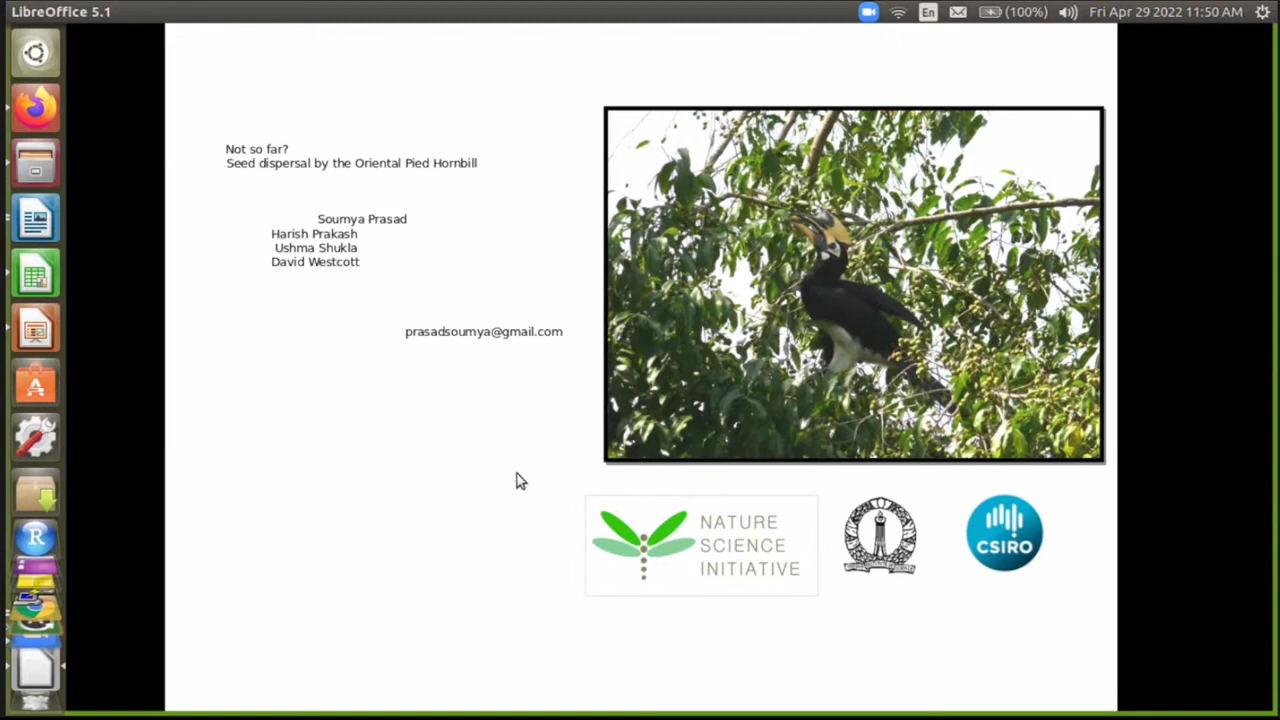 LibreOffice 5.1
En
(100%)
Fri Apr 29 2022 11:50 AM
Not so far?
Seed dispersal by the Oriental Pied Hornbill
Soumya Prasad
Harish Prakash
Ushma Shukla
David Westcott
prasadsoumya@gmail.com
NATURE
SCIENCE
INITIATIVE
CSIRO
R